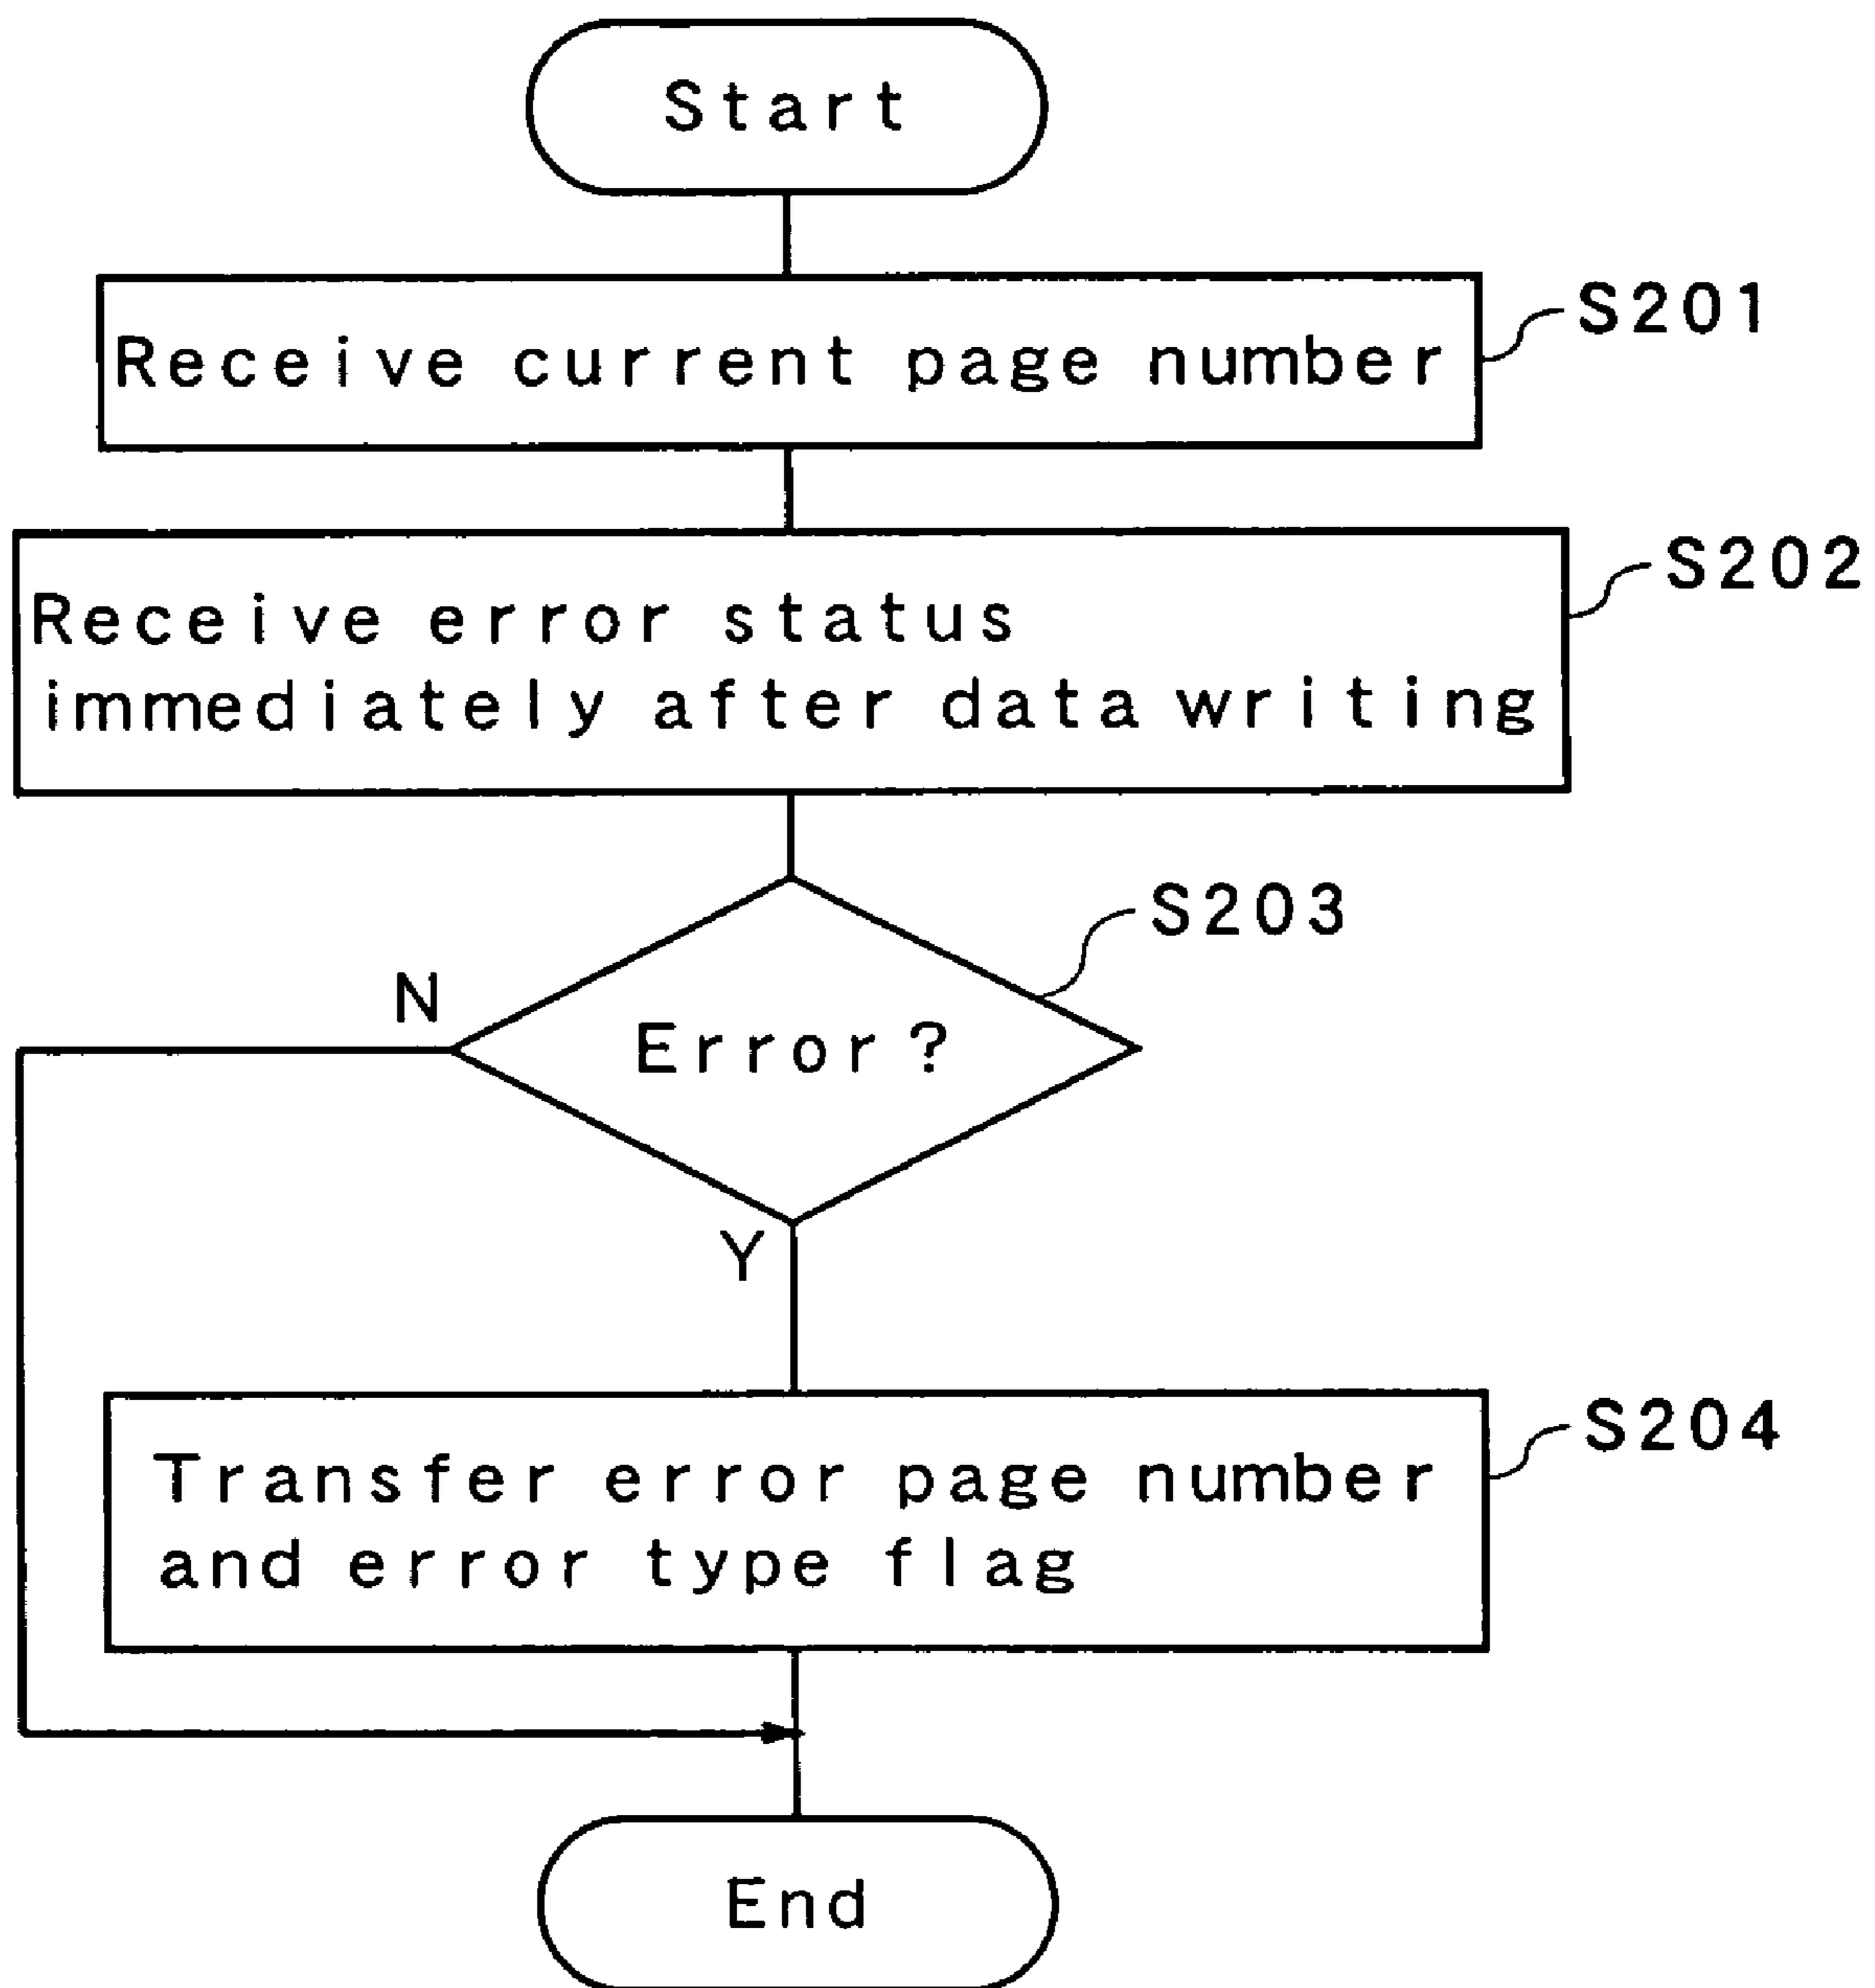 Start
Receive current page number
S201
Receive error status
immediately after data writing
S202
S203
N
Error?
Y
Transfer error page number
and error type flag
S204
End